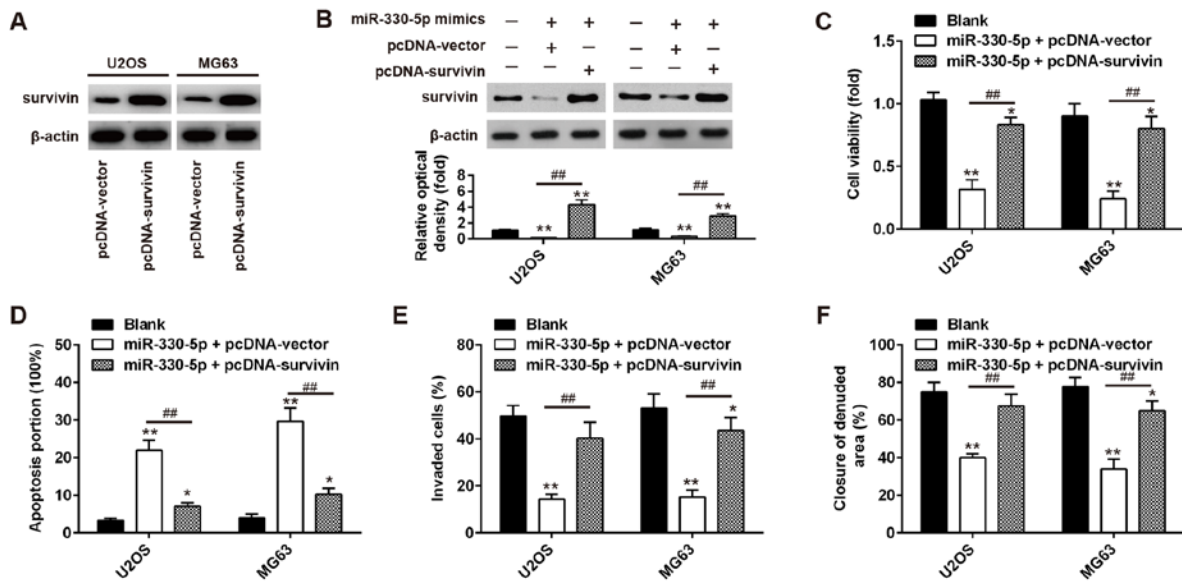 A
U2OS MG63
survivin
β-actin
pcDNA-vector
pcDNA-survivin
pcDNA-vector
pcDNA-survivin
B
miR-330-5p mimics — + + — + +
pcDNA-vector — + — — + —
pcDNA-survivin — — + — — +
survivin
β-actin
Relative optical
density (fold)
8
6
4
2
0
** ## ** ** ## **
U2OS MG63
C
Blank
miR-330-5p + pcDNA-vector
miR-330-5p + pcDNA-survivin
Cell viability (fold)
1.5
1.0
0.5
0.0
** ## * ** ## *
U2OS MG63
D
Blank
miR-330-5p + pcDNA-vector
miR-330-5p + pcDNA-survivin
Apoptosis portion (100%)
50
40
30
20
10
0
** ## * ** ## *
U2OS MG63
E
Blank
miR-330-5p + pcDNA-vector
miR-330-5p + pcDNA-survivin
Invaded cells (%)
80
60
40
20
0
** ## ** ## *
U2OS MG63
F
Blank
miR-330-5p + pcDNA-vector
miR-330-5p + pcDNA-survivin
Closure of denuded
area (%)
100
80
60
40
20
0
** ## ** ## *
U2OS MG63